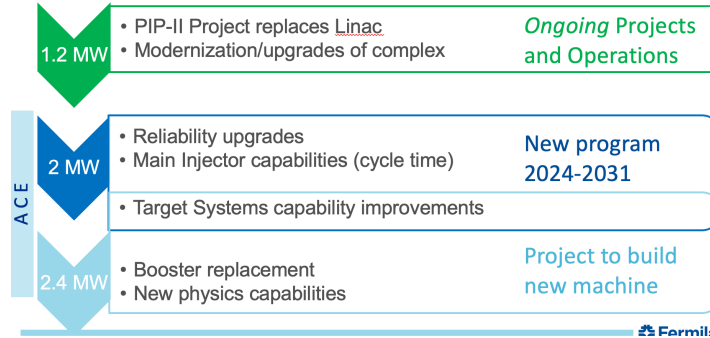 • PIP-II Project replaces Linac
• Modernization/upgrades of complex
Ongoing Projects
and Operations
1.2 MW
• Reliability upgrades
• Main Injector capabilities (cycle time)
New program
2024-2031
2 MW
• Target Systems capability improvements
ACE
• Booster replacement
• New physics capabilities
Project to build
new machine
2.4 MW